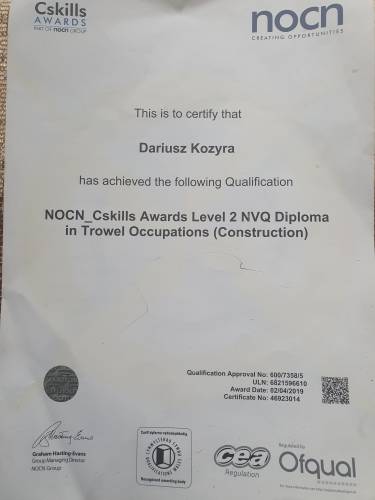 Cskills
AWARDS
PART OF nocn GROUP
nocn
CREATING OPPORTUNITIES
This is to certify that
Dariusz Kozyra
has achieved the following Qualification
NOCN_Cskills Awards Level 2 NVQ Diploma
in Trowel Occupations (Construction)
Qualification Approval No: 600/7358/5
ULN: 6821596610
Award Date: 02/04/2019
Certificate No: 46923014
Graham Hasting-Evans
Group Managing Director
NOCN Group
Recognised awarding body
cea
Regulation
Regulated by
Ofqual